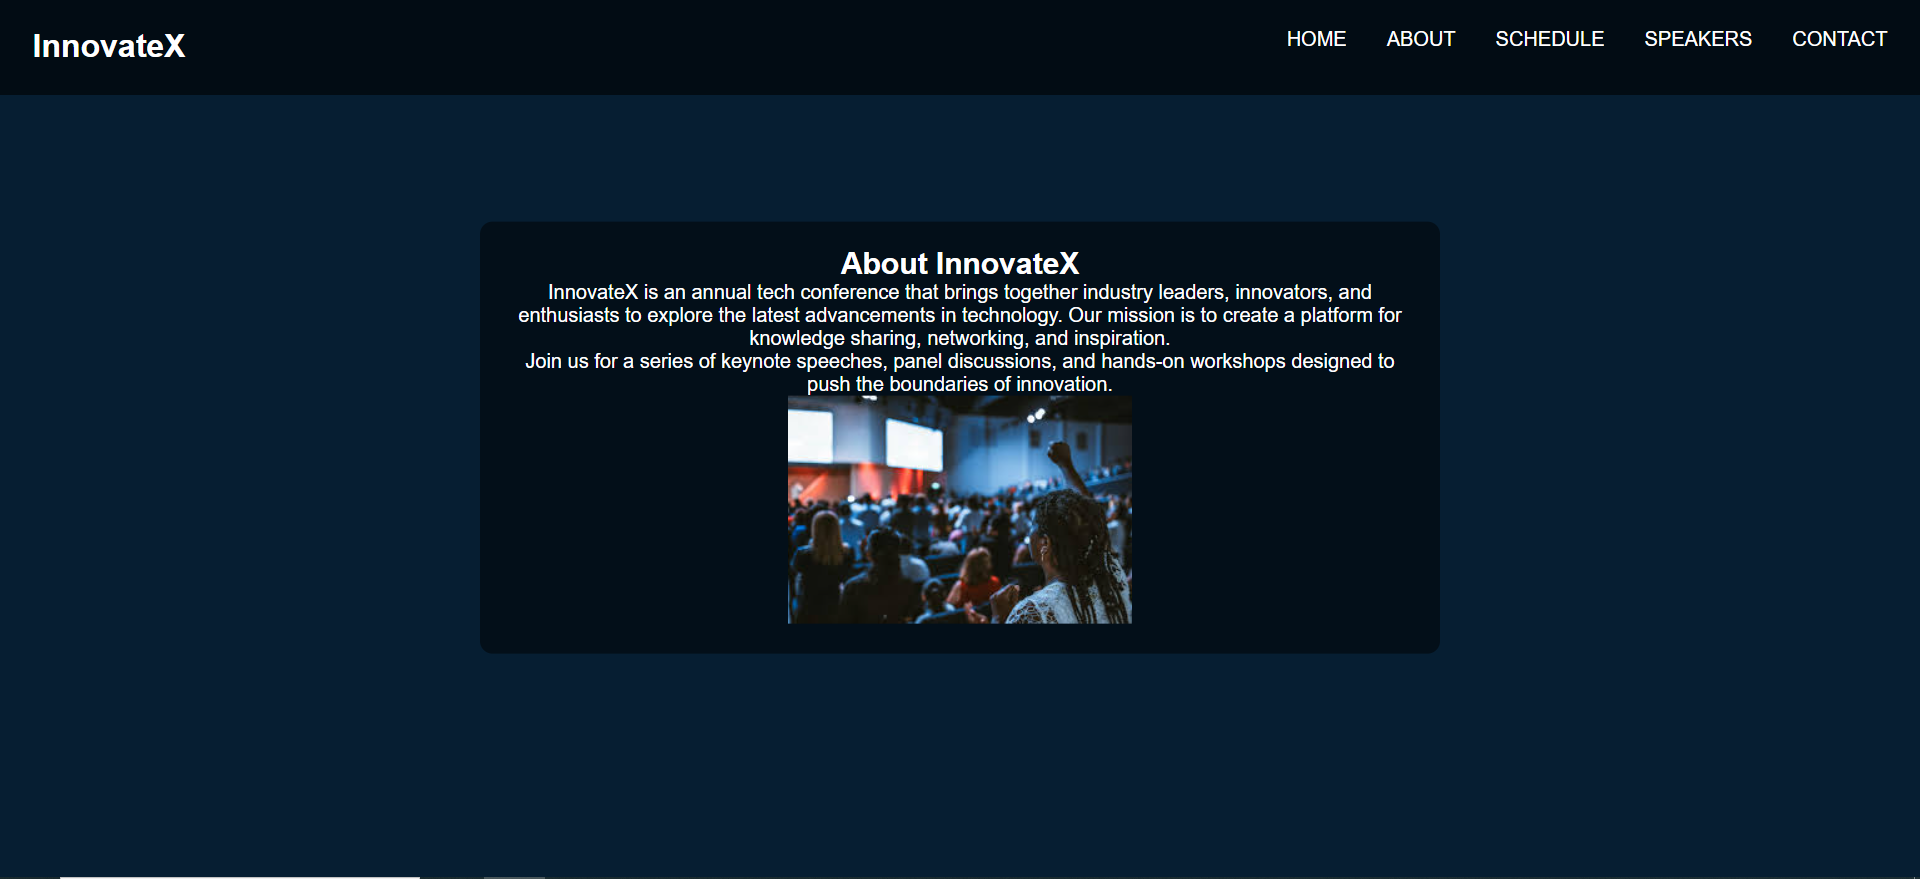 InnovateX
HOME ABOUT SCHEDULE SPEAKERS CONTACT
About InnovateX
InnovateX is an annual tech conference that brings together industry leaders, innovators, and
enthusiasts to explore the latest advancements in technology. Our mission is to create a platform for
knowledge sharing, networking, and inspiration.
Join us for a series of keynote speeches, panel discussions, and hands-on workshops designed to
push the boundaries of innovation.